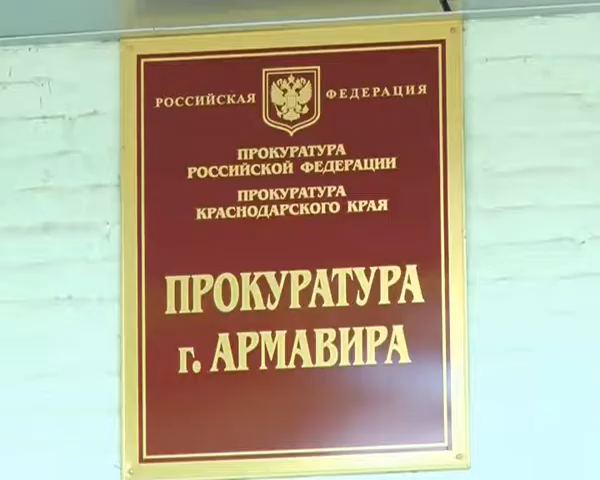 РОССИЙСКАЯ ФЕДЕРАЦИЯ
ПРОКУРАТУРА
РОССИЙСКОЙ ФЕДЕРАЦИИ
ПРОКУРАТУРА
КРАСНОДАРСКОГО КРАЯ
ПРОКУРАТУРА
г. АРМАВИРА